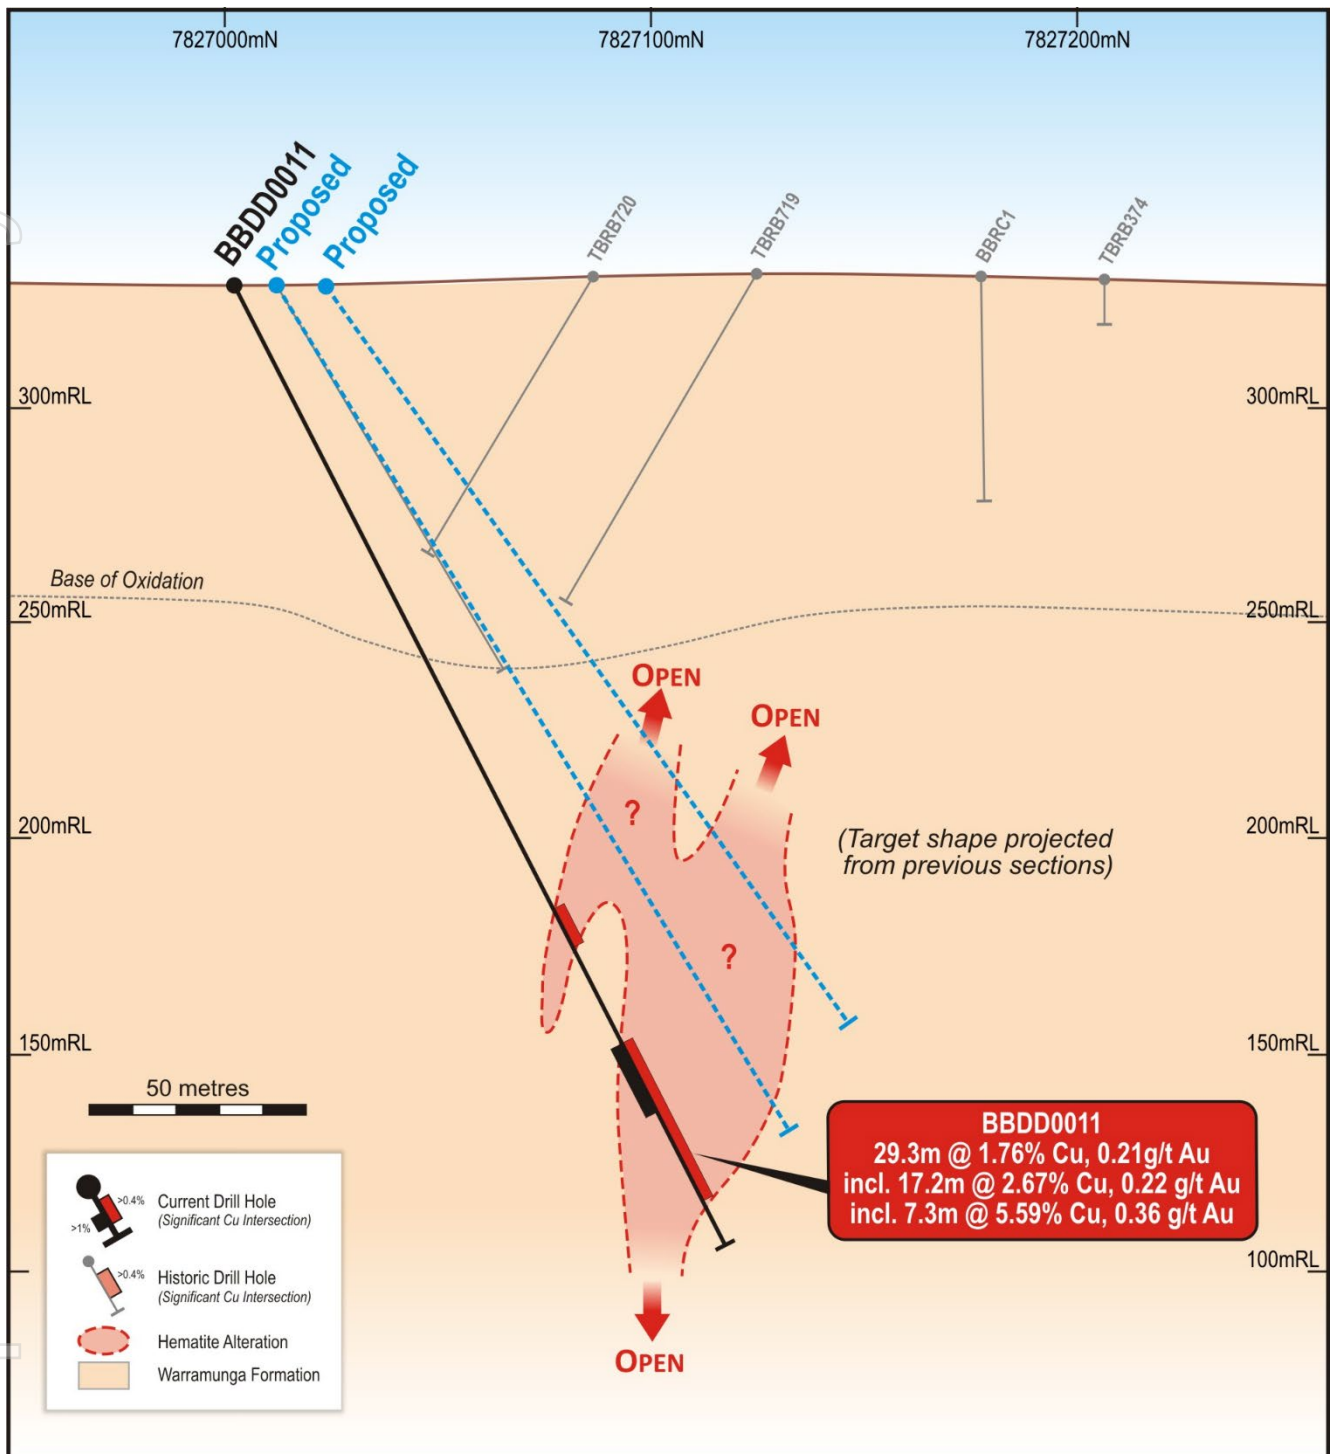 7827000mN
7827100mN
7827200mN
BBDD0011
Proposed
Proposed
TBRB720
TBRB719
BBRC1
TBRB374
300mRL
300mRL
Base of Oxidation
250mRL
250mRL
OPEN
OPEN
?
200mRL
200mRL
(Target shape projected
from previous sections)
?
150mRL
150mRL
50 metres
BBDD0011
29.3m @ 1.76% Cu, 0.21g/t Au
incl. 17.2m @ 2.67% Cu, 0.22 g/t Au
incl. 7.3m @ 5.59% Cu, 0.36 g/t Au
100mRL
OPEN
>0.4%
>1%
Current Drill Hole
(Significant Cu Intersection)
>0.4%
Historic Drill Hole
(Significant Cu Intersection)
Hematite Alteration
Warramunga Formation